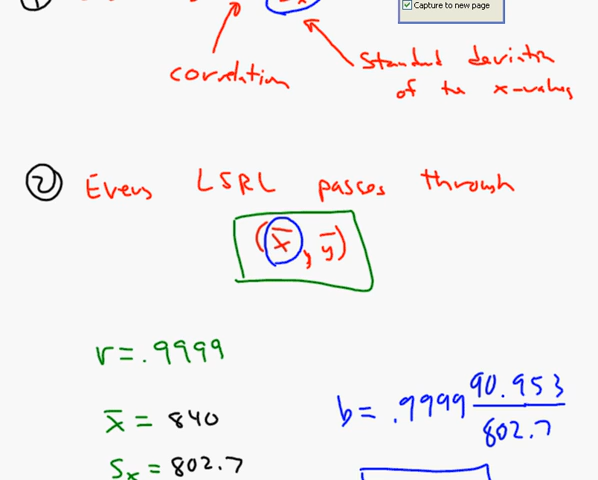 ①
Capture to new page
correlation
Standard deviation
of the x-values
② Every LSRL passes through
(x̄, ȳ)
r = .9999
x̄ = 840
b = .9999 90.953/802.7
Sx = 802.7